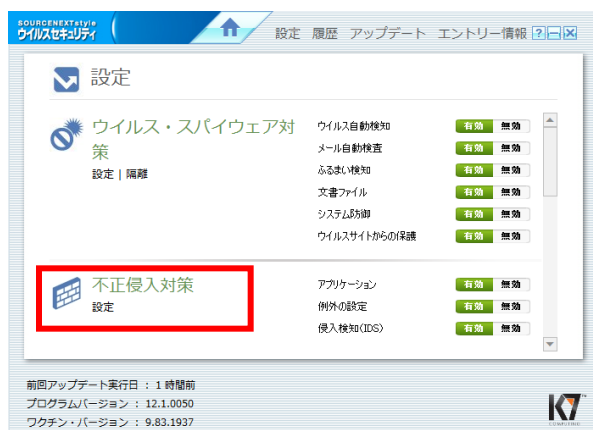 SOURCENEXTstyle
ウイルスセキュリティ
設定 履歴 アップデート エントリー情報 ?
設定
ウイルス・スパイウェア対
策
設定 | 隔離
ウイルス自動検知 有効 無効
メール自動検査 有効 無効
ふるまい検知 有効 無効
文書ファイル 有効 無効
システム防御 有効 無効
ウイルスサイトからの保護 有効 無効
不正侵入対策
設定
アプリケーション 有効 無効
例外の設定 有効 無効
侵入検知(IDS) 有効 無効
前回アップデート実行日 : 1 時間前
プログラムバージョン : 12.1.0050
ワクチン・バージョン : 9.83.1937
K7
COMPUTING